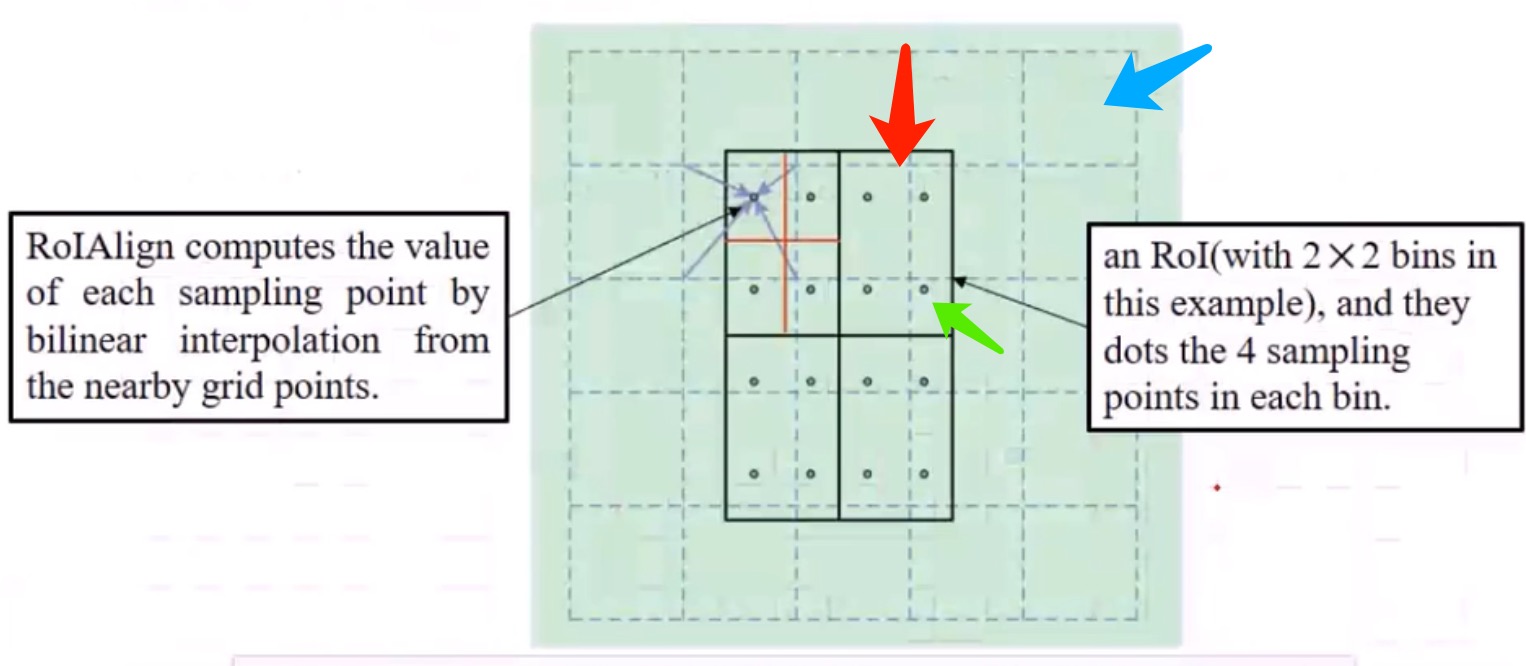 RoIAlign computes the value
of each sampling point by
bilinear interpolation from
the nearby grid points.
an RoI(with 2×2 bins in
this example), and they
dots the 4 sampling
points in each bin.